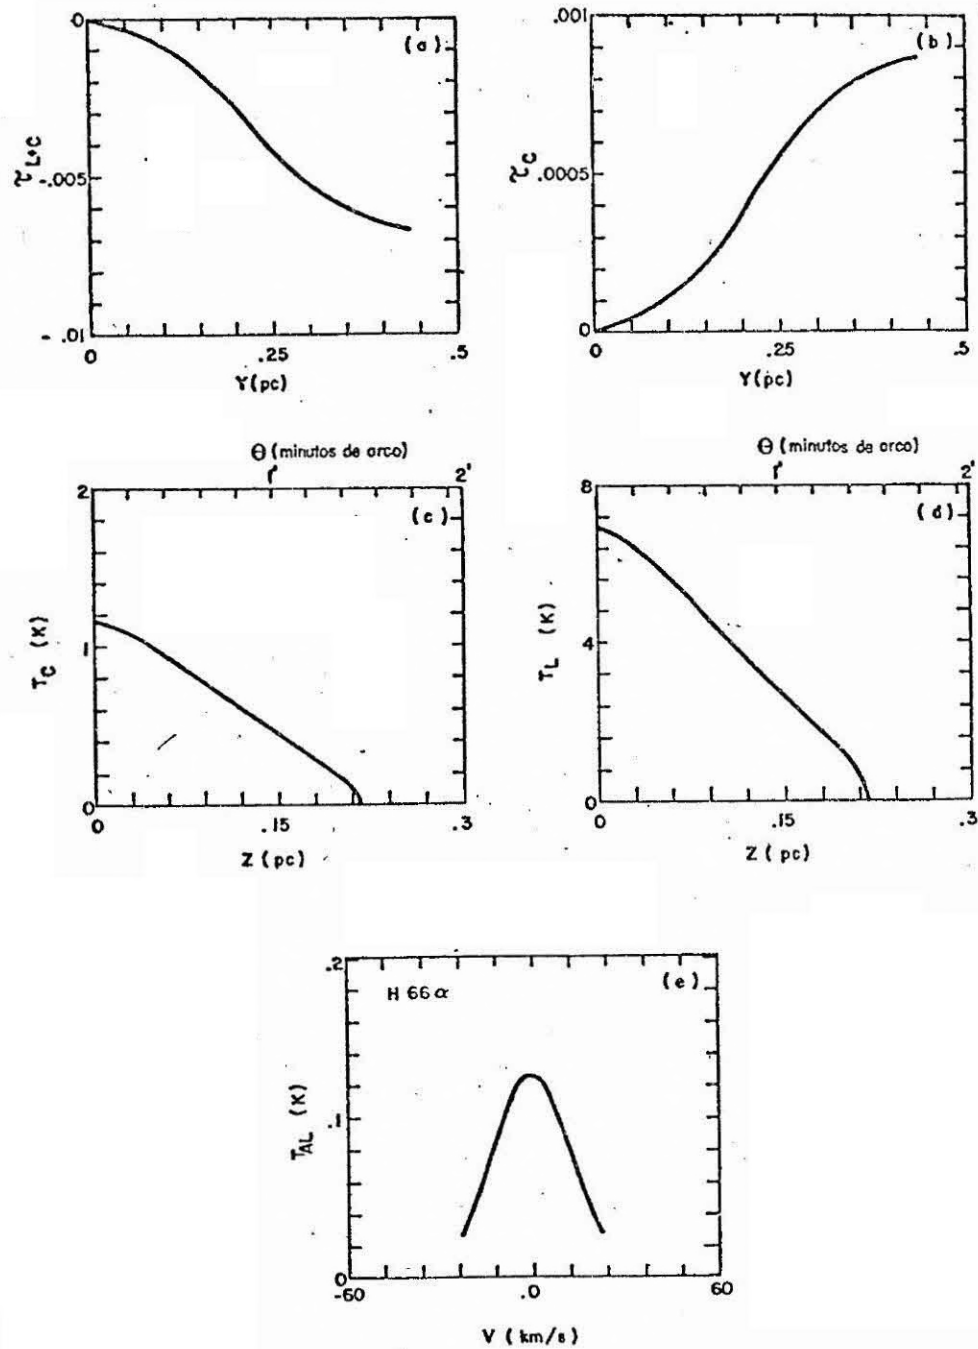 0
(a)
τL+C
-.005
- .01
0
.25
.5
Y(pc)
.001
(b)
τC
.0005
0
0
.25
.5
Y(pc)
Θ (minutos de arco)
1'
2'
2
(c)
TC (K)
1
0
0
.15
.3
Z (pc)
Θ (minutos de arco)
1'
2'
8
(d)
TL (K)
4
0
0
.15
.3
Z (pc)
.2
H 66 α
(e)
TAL (K)
.1
0
-60
.0
60
V ( km/s )